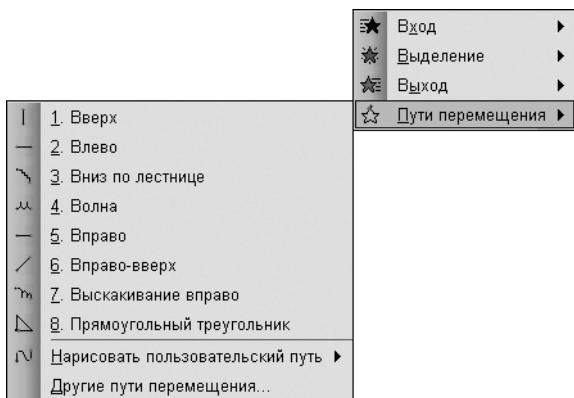 Вход
Выделение
Выход
Пути перемещения
1. Вверх
2. Влево
3. Вниз по лестнице
4. Волна
5. Вправо
6. Вправо-вверх
7. Выскакивание вправо
8. Прямоугольный треугольник
Нарисовать пользовательский путь
Другие пути перемещения...